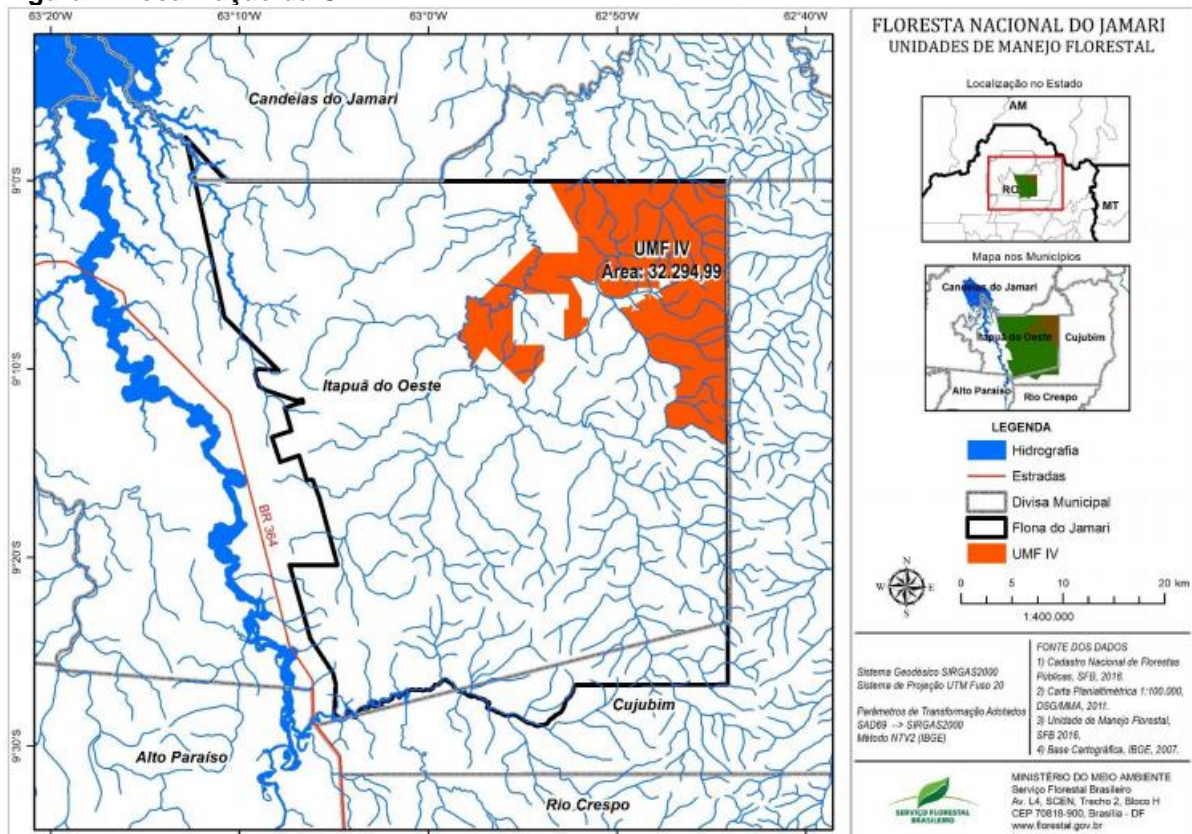 63°20'W
63°10'W
63°0'W
62°50'W
62°40'W
Candeias do Jamari
9°0'S
UMF IV
Área: 32.294,99
9°10'S
Itapuã do Oeste
BR 364
9°20'S
Cujubim
9°30'S
Alto Paraíso
Rio Crespo
FLORESTA NACIONAL DO JAMARI
UNIDADES DE MANEJO FLORESTAL
Localização no Estado
AM
RO
MT
Mapa nos Municípios
Candeias do Jamari
Itapuã do Oeste
Cujubim
Alto Paraíso
Rio Crespo
LEGENDA
Hidrografia
Estradas
Divisa Municipal
Flona do Jamari
UMF IV
N
W E
S
0 5 10 20 km
1:400.000
Sistema Geodésico SIRGAS2000
Sistema de Projeção UTM Fuso 20
Parâmetros de Transformação Adotados
SAD69 --> SIRGAS2000
Método NTV2 (IBGE)
FONTE DOS DADOS
1) Cadastro Nacional de Florestas
Públicas, SFB, 2016.
2) Carta Planialtimétrica 1:100.000,
DSG/MMA, 2011.
3) Unidade de Manejo Florestal,
SFB 2016.
4) Base Cartográfica, IBGE, 2007.
SERVIÇO FLORESTAL
BRASILEIRO
MINISTÉRIO DO MEIO AMBIENTE
Serviço Florestal Brasileiro
Av. L4, SCEN, Trecho 2, Bloco H
CEP 70818-900, Brasília - DF
www.florestal.gov.br